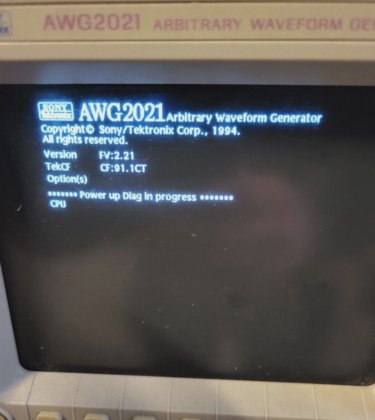 AWG2021 ARBITRARY WAVEFORM GE
SONY
Tektronix
AWG2021 Arbitrary Waveform Generator
Copyright© Sony/Tektronix Corp., 1994.
All rights reserved.
Version FV:2.21
TekCF CF:91.1CT
Option(s)
******* Power up Diag in progress *******
CPU